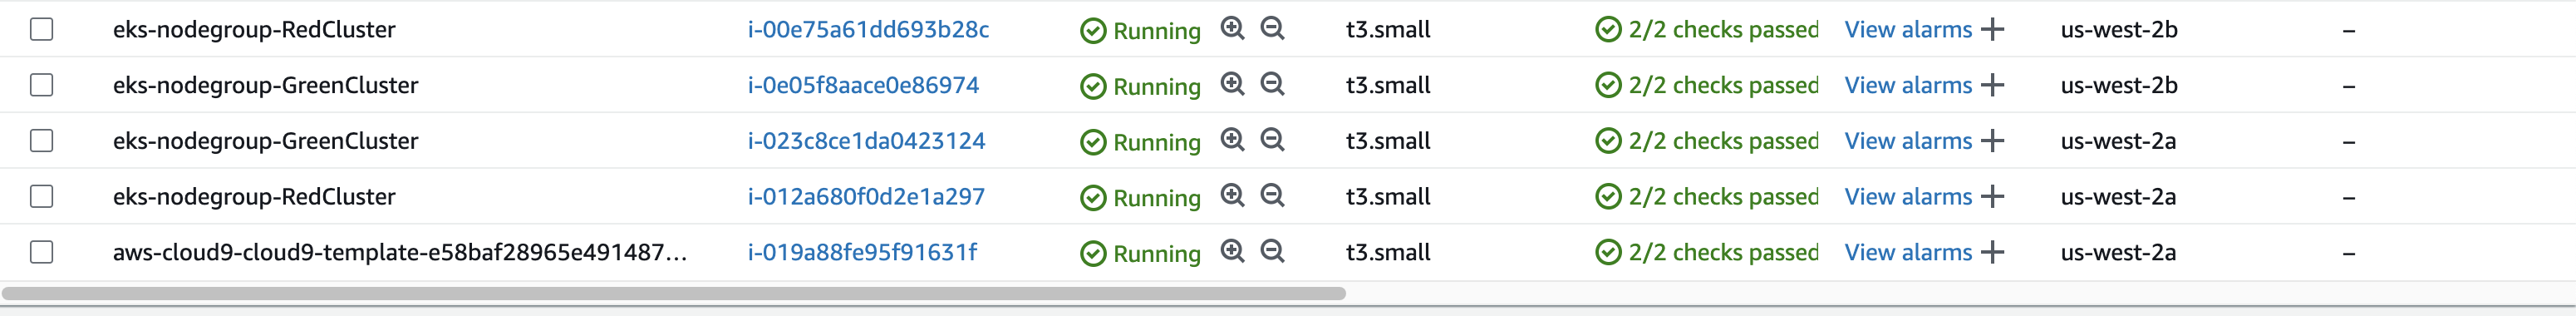 eks-nodegroup-RedCluster i-00e75a61dd693b28c Running t3.small 2/2 checks passed View alarms + us-west-2b –
eks-nodegroup-GreenCluster i-0e05f8aace0e86974 Running t3.small 2/2 checks passed View alarms + us-west-2b –
eks-nodegroup-GreenCluster i-023c8ce1da0423124 Running t3.small 2/2 checks passed View alarms + us-west-2a –
eks-nodegroup-RedCluster i-012a680f0d2e1a297 Running t3.small 2/2 checks passed View alarms + us-west-2a –
aws-cloud9-cloud9-template-e58baf28965e491487... i-019a88fe95f91631f Running t3.small 2/2 checks passed View alarms + us-west-2a –